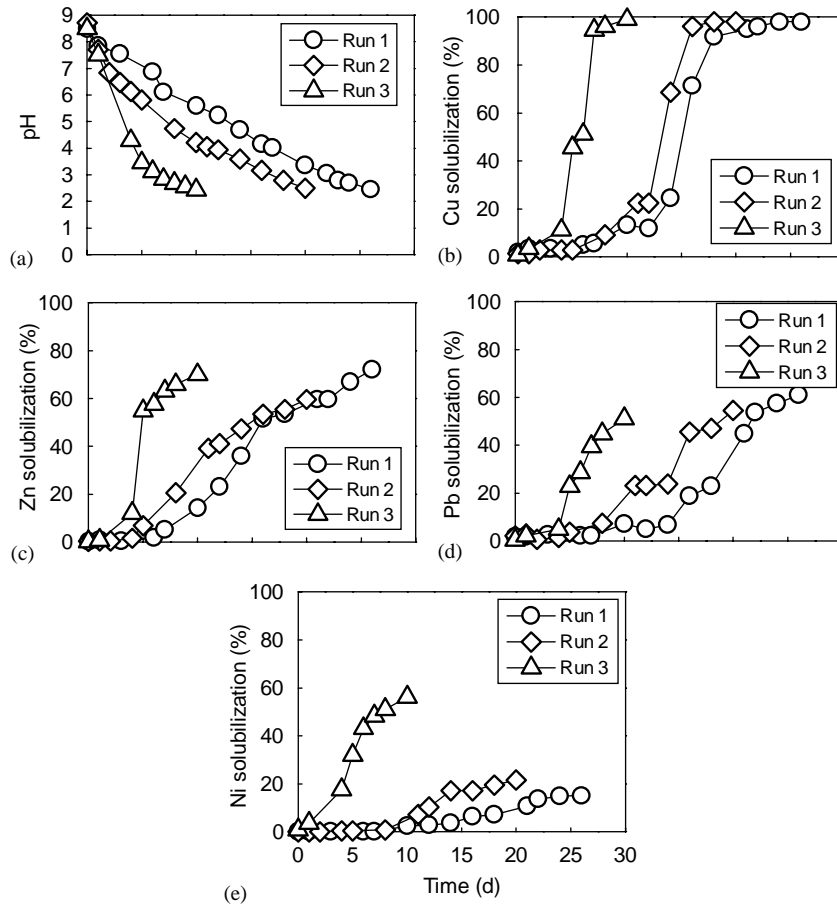 9
8
7
6
5
4
3
2
1
0
pH
Run 1
Run 2
Run 3
(a)
100
80
60
40
20
0
Cu solubilization (%)
Run 1
Run 2
Run 3
(b)
100
80
60
40
20
0
Zn solubilization (%)
Run 1
Run 2
Run 3
(c)
100
80
60
40
20
0
Pb solubilization (%)
Run 1
Run 2
Run 3
(d)
100
80
60
40
20
0
Ni solubilization (%)
Run 1
Run 2
Run 3
0 5 10 15 20 25 30
Time (d)
(e)